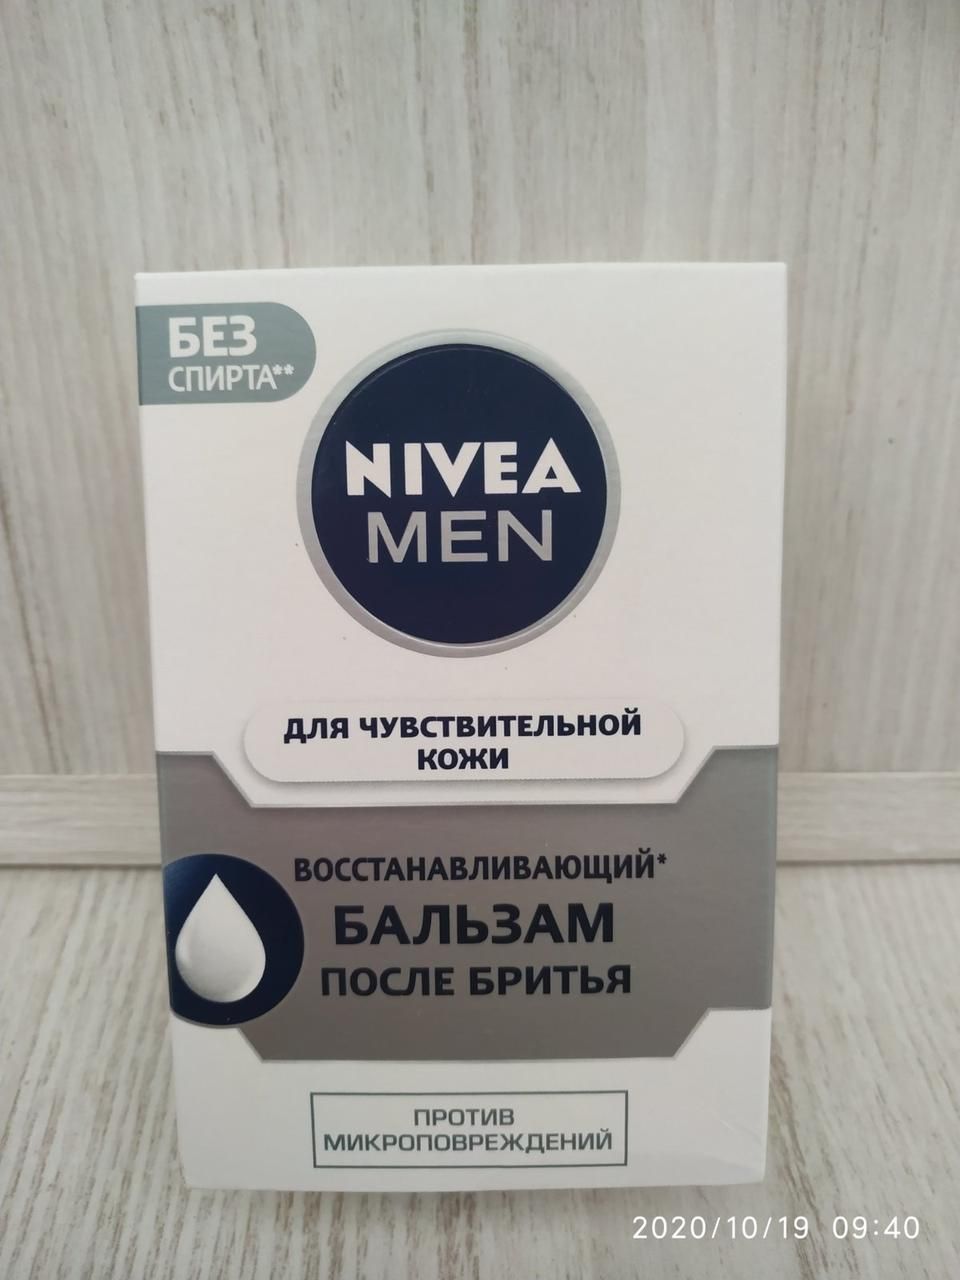 БЕЗ
СПИРТА**
NIVEA
MEN
ДЛЯ ЧУВСТВИТЕЛЬНОЙ
КОЖИ
ВОССТАНАВЛИВАЮЩИЙ*
БАЛЬЗАМ
ПОСЛЕ БРИТЬЯ
ПРОТИВ
МИКРОПОВРЕЖДЕНИЙ
2020/10/19 09:40